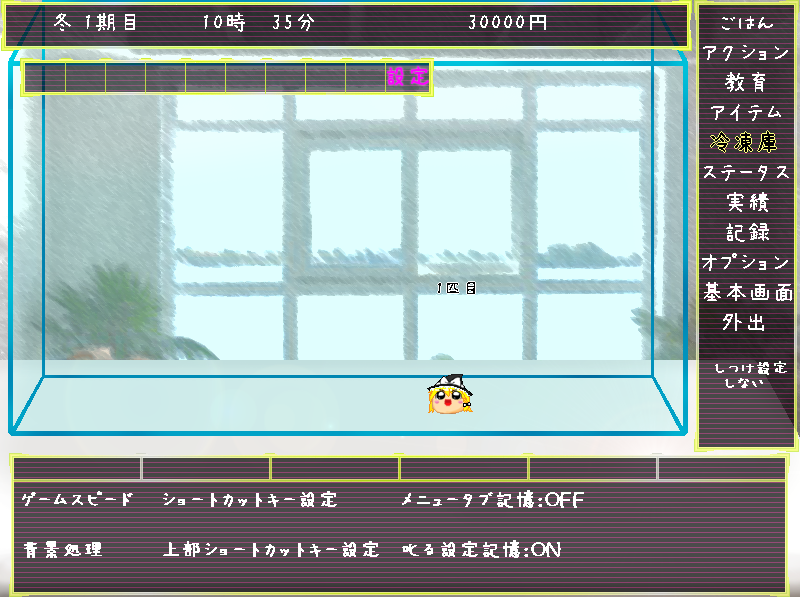 冬 1期目 10時 35分 30000円
設定
ごはん
アクション
教育
アイテム
冷凍庫
ステータス
実績
記録
オプション
基本画面
外出
しつけ設定
しない
1匹目
ゲームスピード ショートカットキー設定 メニュータブ記憶:OFF
背景処理 上部ショートカットキー設定 叱る設定記憶:ON